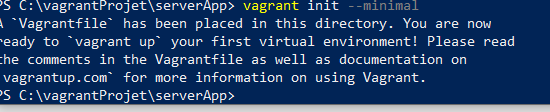 PS C:\vagrantProjet\serverApp> vagrant init --minimal
A `Vagrantfile` has been placed in this directory. You are now
ready to `vagrant up` your first virtual environment! Please read
the comments in the Vagrantfile as well as documentation on
`vagrantup.com` for more information on using Vagrant.
PS C:\vagrantProjet\serverApp>